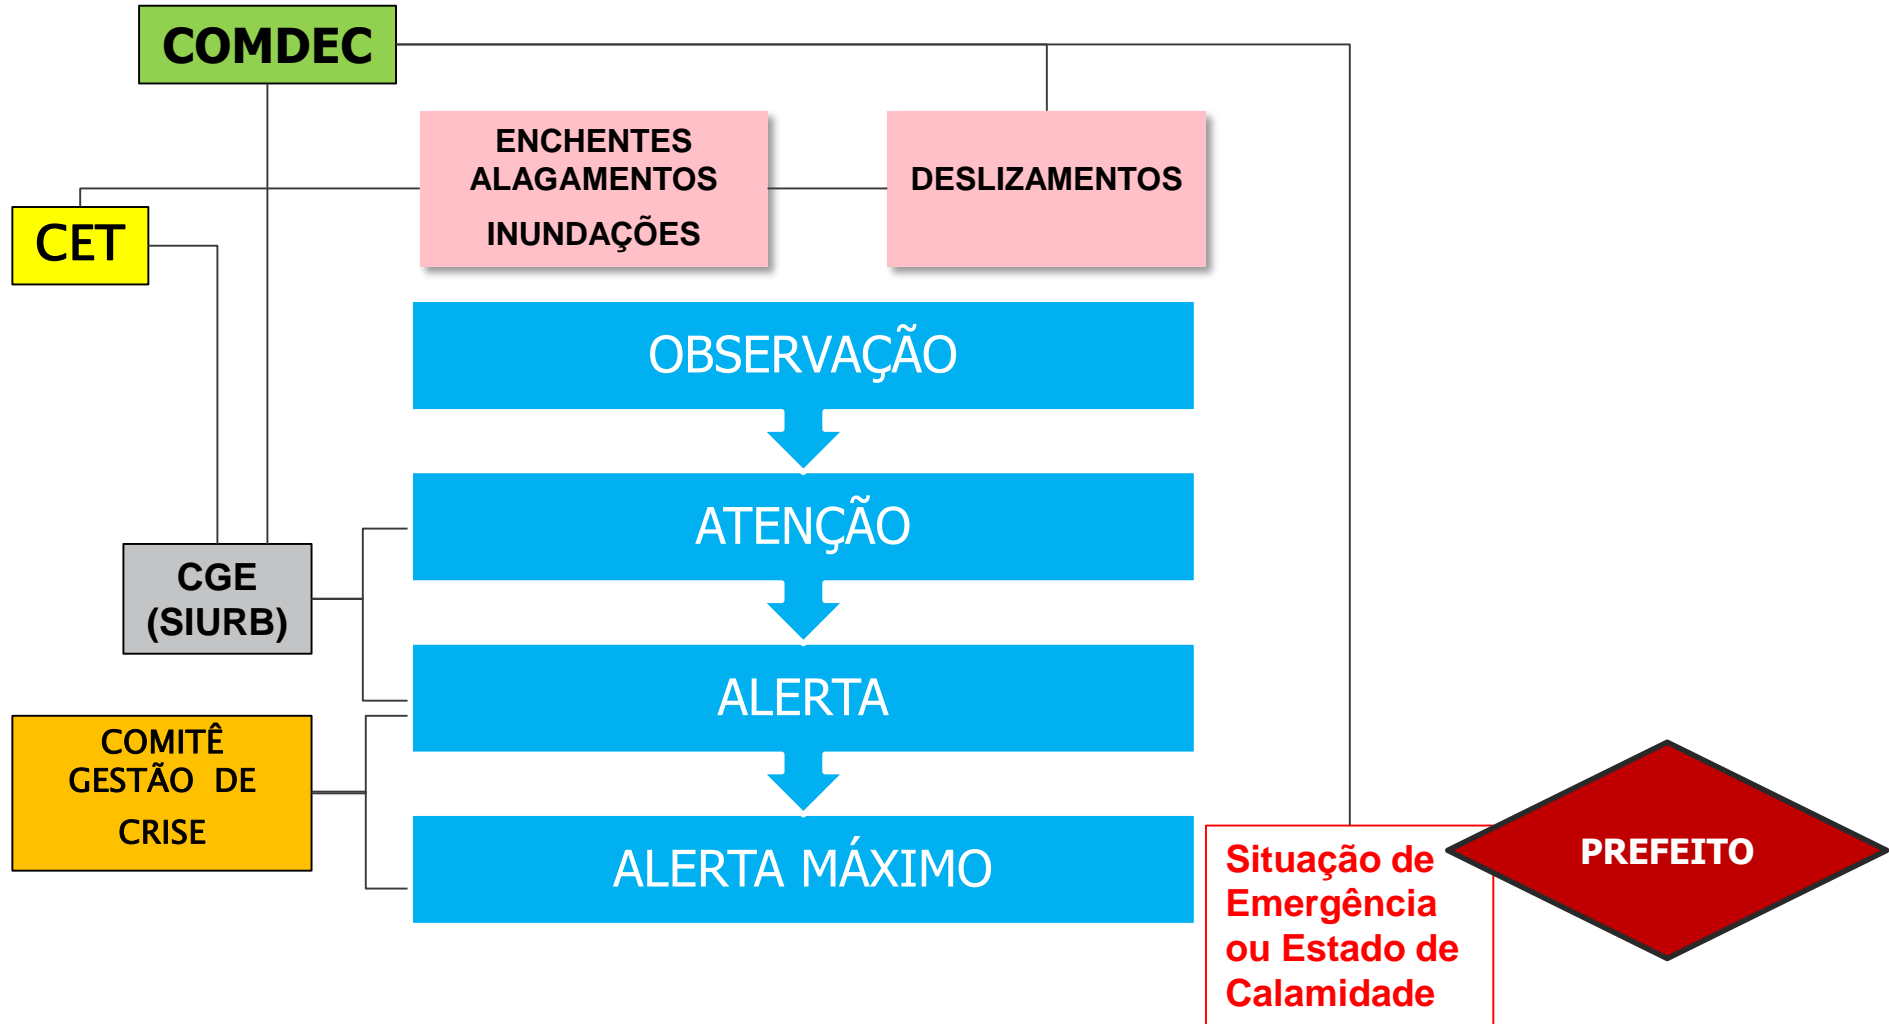 COMDEC
ENCHENTES
ALAGAMENTOS
INUNDAÇÕES
DESLIZAMENTOS
CET
OBSERVAÇÃO
ATENÇÃO
CGE
(SIURB)
ALERTA
COMITÊ
GESTÃO DE
CRISE
ALERTA MÁXIMO
Situação de
Emergência
ou Estado de
Calamidade
PREFEITO